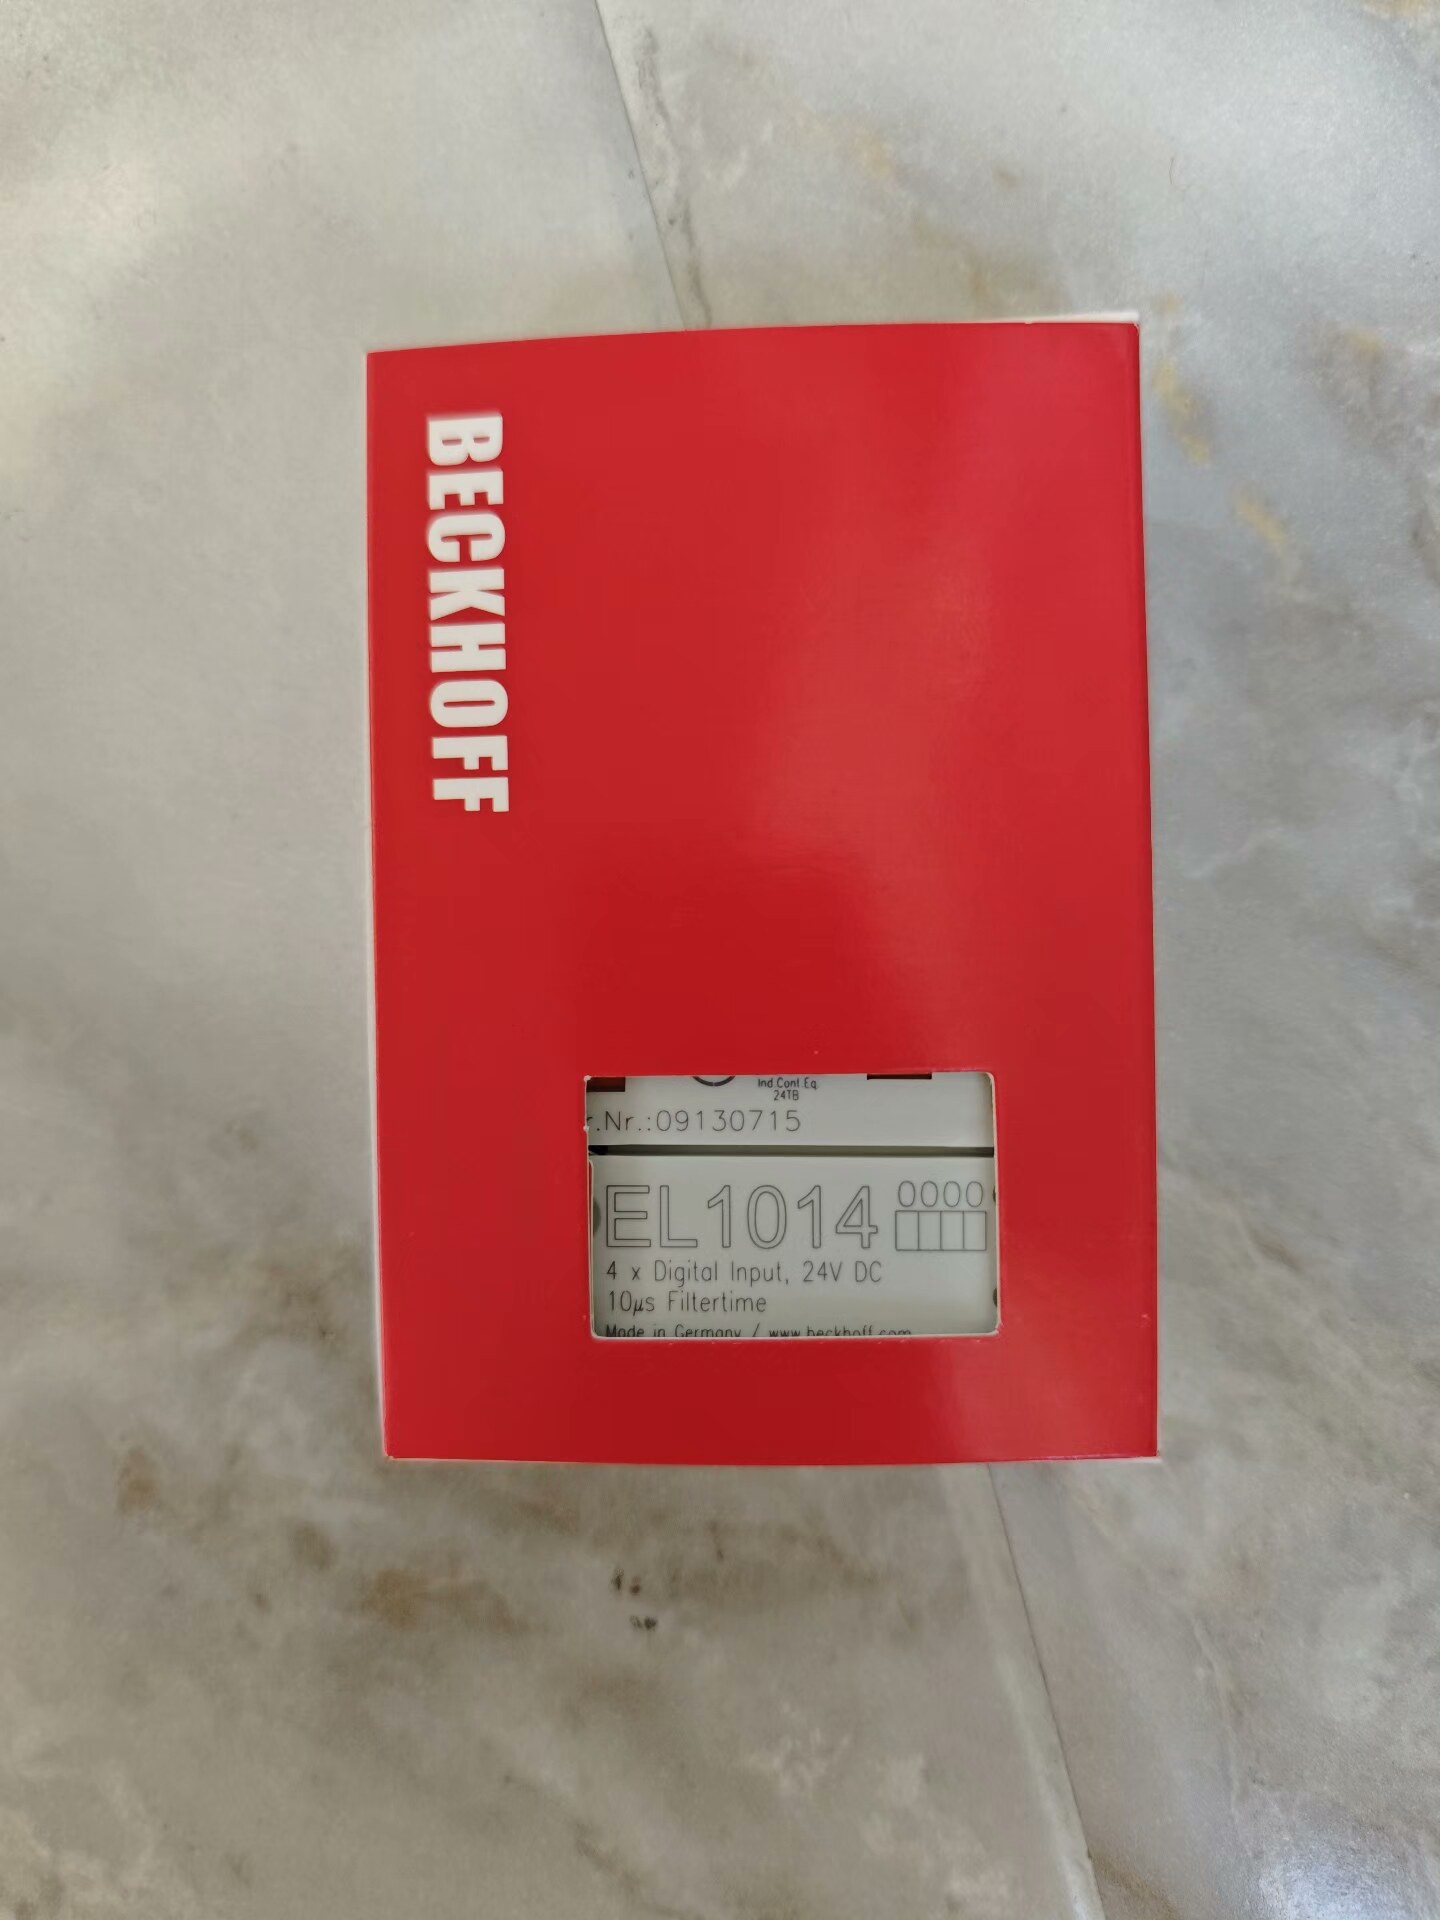 BECKHOFF
Ind.Cont.Eq.
24TB
r.Nr.:09130715
EL1014 0000
4 x Digital Input, 24V DC
10µs Filtertime
Made in Germany / www.beckhoff.com